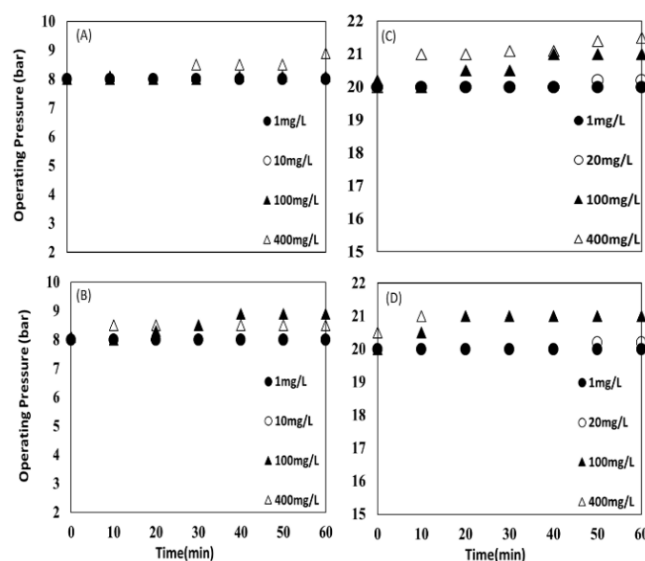 (A)
Operating Pressure (bar)
10
9
8
7
6
5
4
3
2
1mg/L
10mg/L
100mg/L
400mg/L
(C)
22
21
20
19
18
17
16
15
1mg/L
20mg/L
100mg/L
400mg/L
(B)
Operating Pressure (bar)
10
9
8
7
6
5
4
3
2
1mg/L
10mg/L
100mg/L
400mg/L
0 10 20 30 40 50 60
Time(min)
(D)
22
21
20
19
18
17
16
15
1mg/L
20mg/L
100mg/L
400mg/L
0 10 20 30 40 50 60
Time(min)